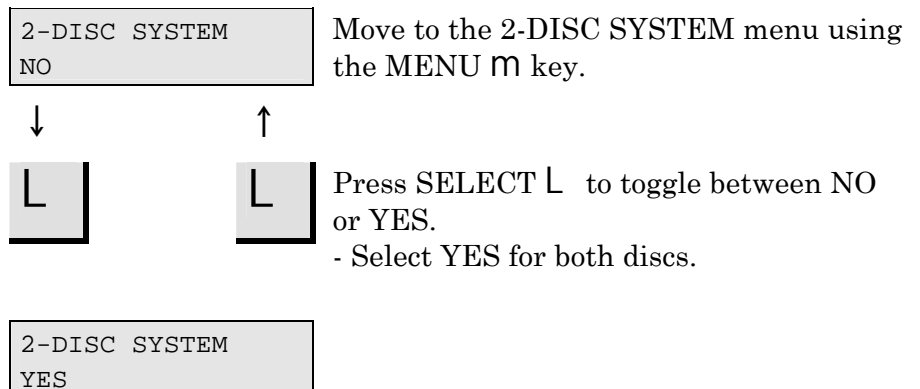 2-DISC SYSTEM
NO
Move to the 2-DISC SYSTEM menu using
the MENU m key.
↓ ↑
L L
Press SELECT L to toggle between NO
or YES.
- Select YES for both discs.
2-DISC SYSTEM
YES